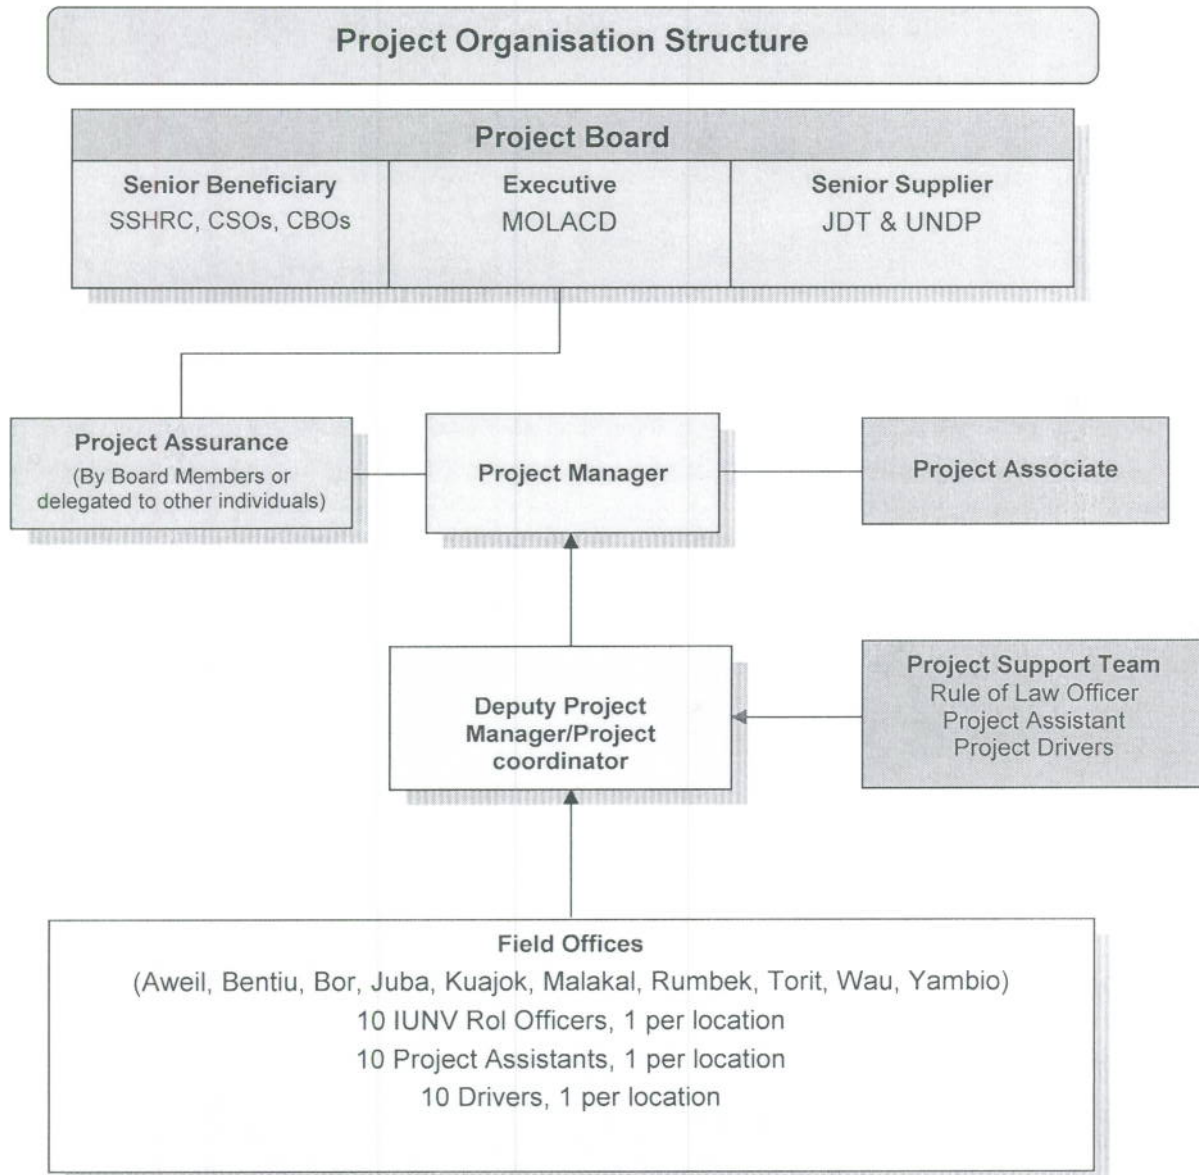 Project Organisation Structure
Project Board
Senior Beneficiary
SSHRC, CSOs, CBOs
Executive
MOLACD
Senior Supplier
JDT & UNDP
Project Assurance
(By Board Members or
delegated to other individuals)
Project Manager
Project Associate
Deputy Project
Manager/Project
coordinator
Project Support Team
Rule of Law Officer
Project Assistant
Project Drivers
Field Offices
(Aweil, Bentiu, Bor, Juba, Kuajok, Malakal, Rumbek, Torit, Wau, Yambio)
10 IUNV Rol Officers, 1 per location
10 Project Assistants, 1 per location
10 Drivers, 1 per location